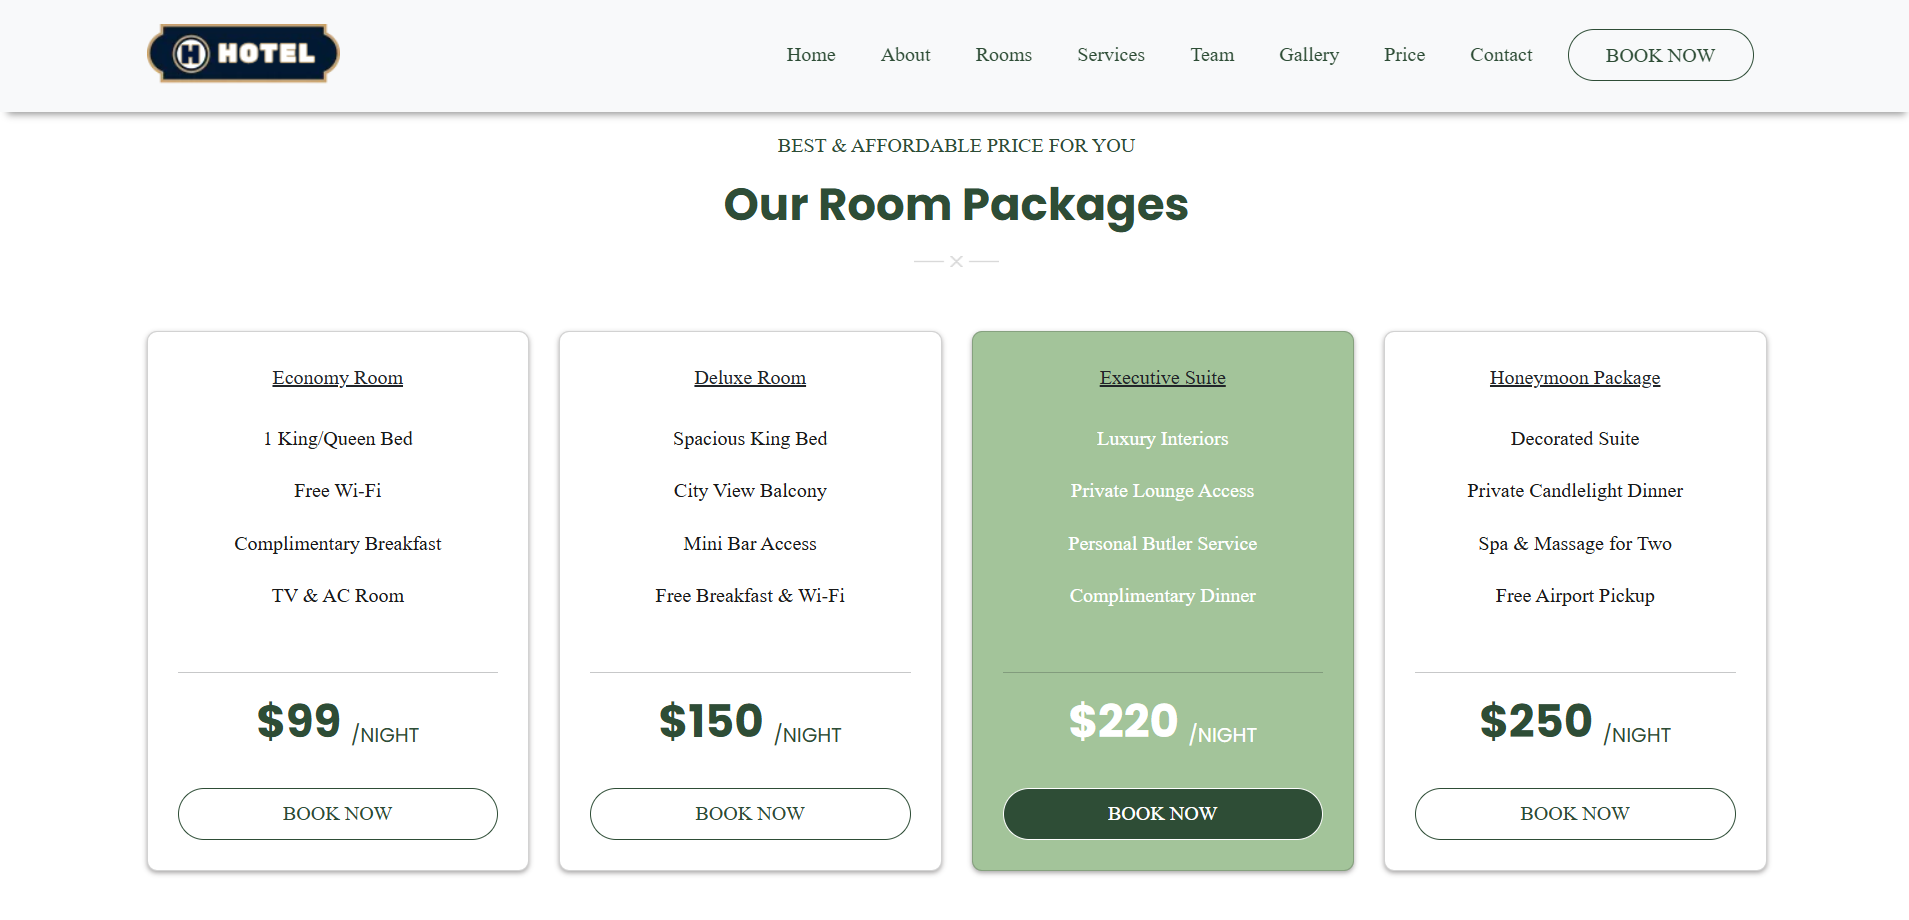 H HOTEL
Home About Rooms Services Team Gallery Price Contact BOOK NOW
BEST & AFFORDABLE PRICE FOR YOU
Our Room Packages
Economy Room
1 King/Queen Bed
Free Wi-Fi
Complimentary Breakfast
TV & AC Room
$99 /NIGHT
BOOK NOW
Deluxe Room
Spacious King Bed
City View Balcony
Mini Bar Access
Free Breakfast & Wi-Fi
$150 /NIGHT
BOOK NOW
Executive Suite
Luxury Interiors
Private Lounge Access
Personal Butler Service
Complimentary Dinner
$220 /NIGHT
BOOK NOW
Honeymoon Package
Decorated Suite
Private Candlelight Dinner
Spa & Massage for Two
Free Airport Pickup
$250 /NIGHT
BOOK NOW